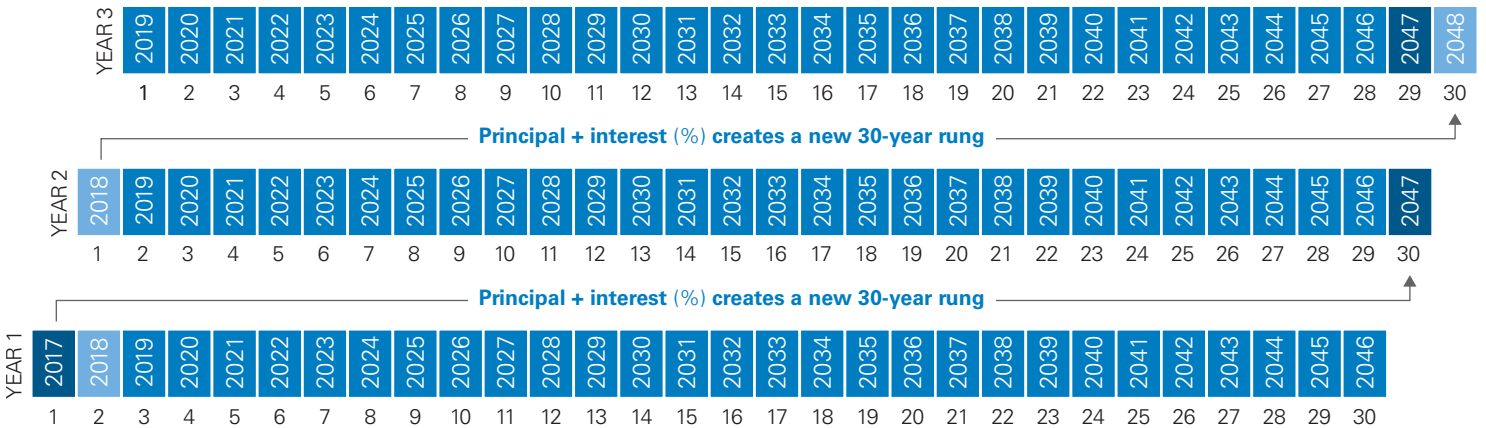 YEAR 3
2019 2020 2021 2022 2023 2024 2025 2026 2027 2028 2029 2030 2031 2032 2033 2034 2035 2036 2037 2038 2039 2040 2041 2042 2043 2044 2045 2046 2047 2048
1 2 3 4 5 6 7 8 9 10 11 12 13 14 15 16 17 18 19 20 21 22 23 24 25 26 27 28 29 30
Principal + interest (%) creates a new 30-year rung
YEAR 2
2018 2019 2020 2021 2022 2023 2024 2025 2026 2027 2028 2029 2030 2031 2032 2033 2034 2035 2036 2037 2038 2039 2040 2041 2042 2043 2044 2045 2046 2047
1 2 3 4 5 6 7 8 9 10 11 12 13 14 15 16 17 18 19 20 21 22 23 24 25 26 27 28 29 30
Principal + interest (%) creates a new 30-year rung
YEAR 1
2017 2018 2019 2020 2021 2022 2023 2024 2025 2026 2027 2028 2029 2030 2031 2032 2033 2034 2035 2036 2037 2038 2039 2040 2041 2042 2043 2044 2045 2046
1 2 3 4 5 6 7 8 9 10 11 12 13 14 15 16 17 18 19 20 21 22 23 24 25 26 27 28 29 30